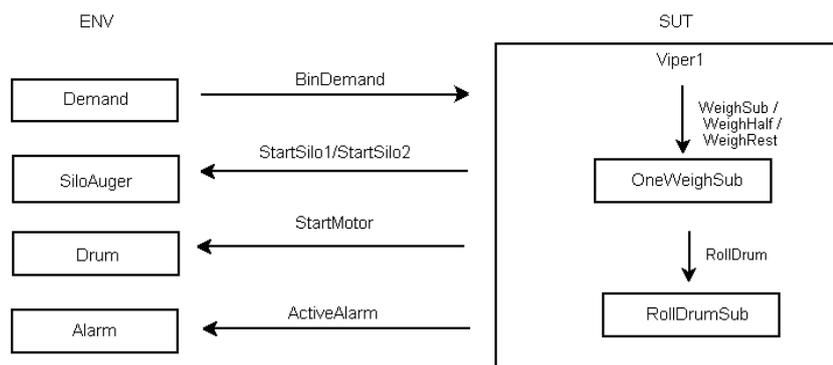 ENV
SUT
Viper1
BinDemand
Demand
WeighSub /
WeighHalf /
WeighRest
StartSilo1/StartSilo2
SiloAuger
OneWeighSub
StartMotor
Drum
RollDrum
ActiveAlarm
Alarm
RollDrumSub